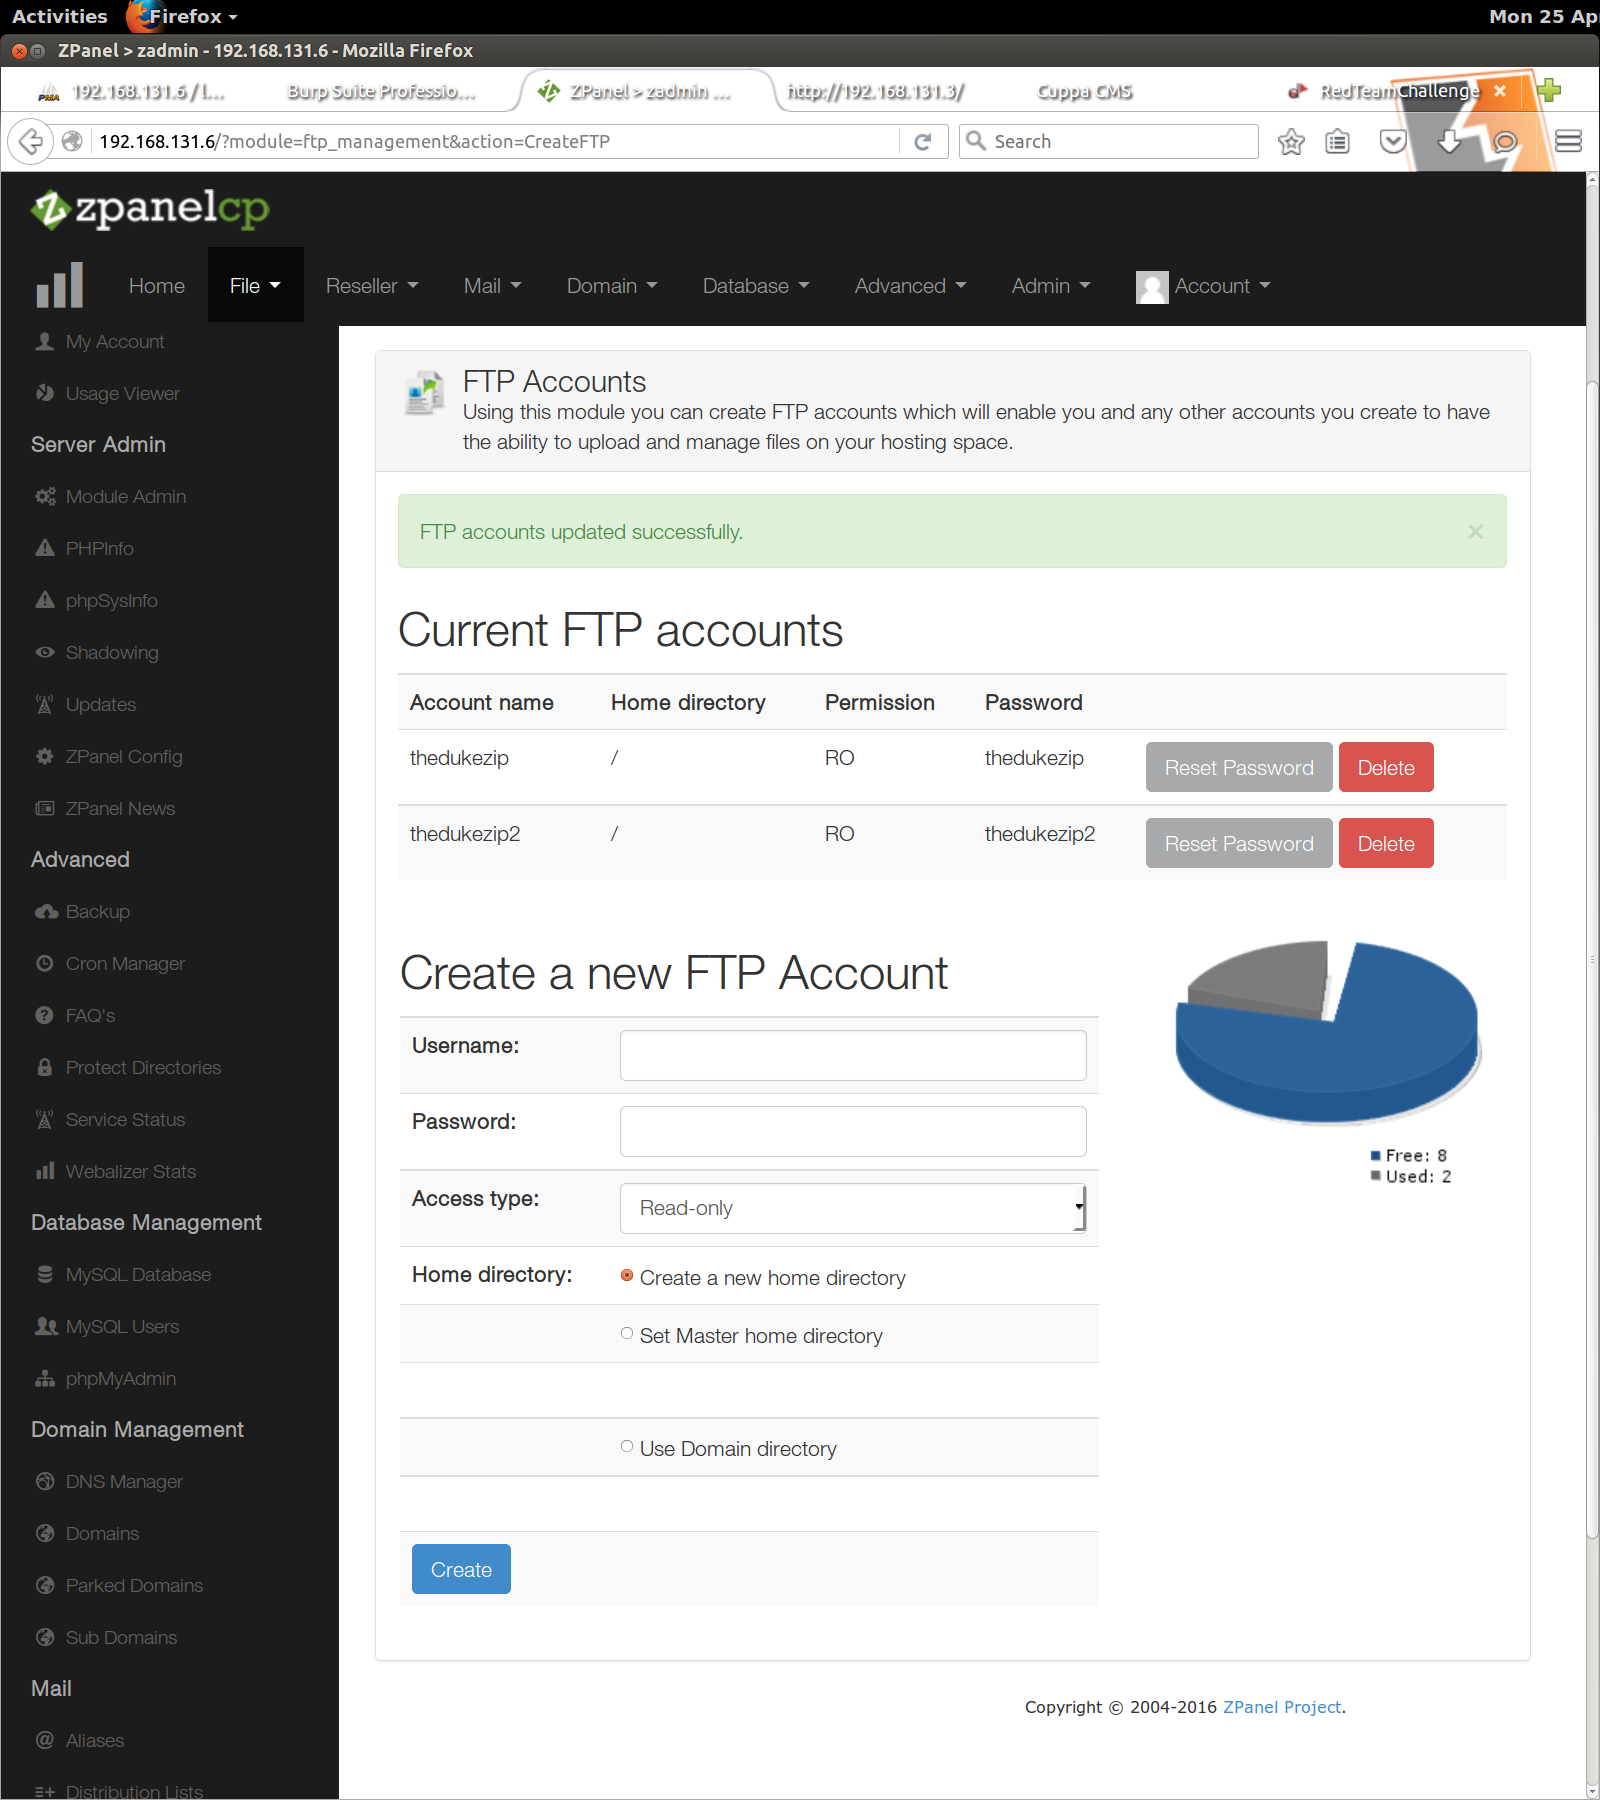 Activities Firefox Mon 25 Ap
ZPanel > zadmin - 192.168.131.6 - Mozilla Firefox
192.168.131.6 / l... Burp Suite Professio... ZPanel > zadmin ... http://192.168.131.3/ Cuppa CMS RedTeamChallenge
192.168.131.6/?module=ftp_management&action=CreateFTP Search
zpanelcp
Home File Reseller Mail Domain Database Advanced Admin Account
My Account
Usage Viewer
Server Admin
Module Admin
PHPInfo
phpSysInfo
Shadowing
Updates
ZPanel Config
ZPanel News
Advanced
Backup
Cron Manager
FAQ's
Protect Directories
Service Status
Webalizer Stats
Database Management
MySQL Database
MySQL Users
phpMyAdmin
Domain Management
DNS Manager
Domains
Parked Domains
Sub Domains
Mail
Aliases
Distribution Lists
FTP Accounts
Using this module you can create FTP accounts which will enable you and any other accounts you create to have
the ability to upload and manage files on your hosting space.
FTP accounts updated successfully.
Current FTP accounts
Account name Home directory Permission Password
thedukezip / RO thedukezip Reset Password Delete
thedukezip2 / RO thedukezip2 Reset Password Delete
Create a new FTP Account
Username:
Password:
Access type: Read-only
Home directory: Create a new home directory
Set Master home directory
Use Domain directory
Create
Free: 8
Used: 2
Copyright © 2004-2016 ZPanel Project.